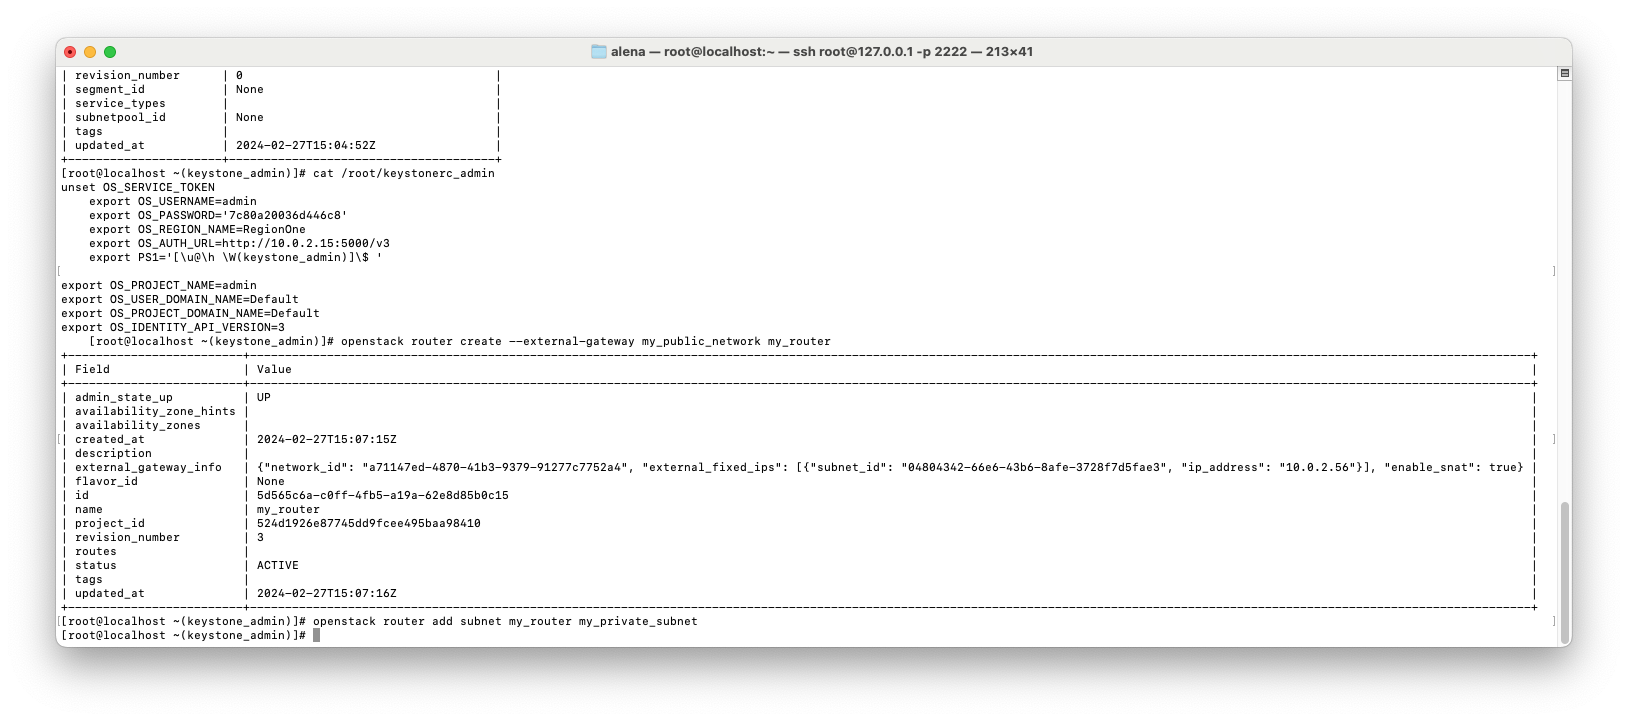 alena — root@localhost:~ — ssh root@127.0.0.1 -p 2222 — 213×41
| revision_number      | 0                                    |
| segment_id           | None                                 |
| service_types        |                                      |
| subnetpool_id        | None                                 |
| tags                 |                                      |
| updated_at           | 2024-02-27T15:04:52Z                 |
+----------------------+--------------------------------------+
[root@localhost ~(keystone_admin)]# cat /root/keystonerc_admin
unset OS_SERVICE_TOKEN
    export OS_USERNAME=admin
    export OS_PASSWORD='7c80a20036d446c8'
    export OS_REGION_NAME=RegionOne
    export OS_AUTH_URL=http://10.0.2.15:5000/v3
    export PS1='[\u@\h \W(keystone_admin)]\$ '
[ ]
export OS_PROJECT_NAME=admin
export OS_USER_DOMAIN_NAME=Default
export OS_PROJECT_DOMAIN_NAME=Default
export OS_IDENTITY_API_VERSION=3
    [root@localhost ~(keystone_admin)]# openstack router create --external-gateway my_public_network my_router
| Field | Value |
| admin_state_up | UP |
| availability_zone_hints | |
| availability_zones | |
[| created_at | 2024-02-27T15:07:15Z | ]
| description | |
| external_gateway_info | {"network_id": "a71147ed-4870-41b3-9379-91277c7752a4", "external_fixed_ips": [{"subnet_id": "04804342-66e6-43b6-8afe-3728f7d5fae3", "ip_address": "10.0.2.56"}], "enable_snat": true} |
| flavor_id | None |
| id | 5d565c6a-c0ff-4fb5-a19a-62e8d85b0c15 |
| name | my_router |
| project_id | 524d1926e87745dd9fcee495baa98410 |
| revision_number | 3 |
| routes | |
| status | ACTIVE |
| tags | |
| updated_at | 2024-02-27T15:07:16Z |
[[root@localhost ~(keystone_admin)]# openstack router add subnet my_router my_private_subnet ]
[root@localhost ~(keystone_admin)]#